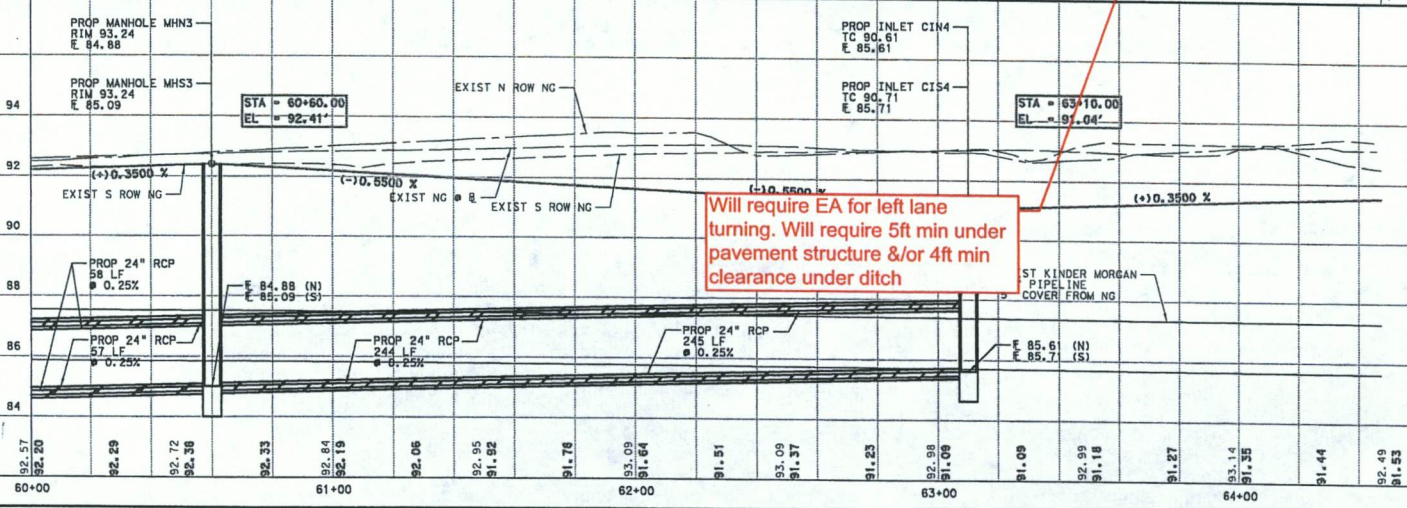 PROP MANHOLE MHN3
RIM 93.24
FL 84.88
PROP MANHOLE MHS3
RIM 93.24
FL 85.09
STA = 60+60.00
EL = 92.41'
EXIST N ROW NG
PROP INLET CIN4
TC 90.61
FL 85.61
PROP INLET CIS4
TC 90.71
FL 85.71
STA = 63+10.00
EL = 91.04'
94
92
90
88
86
84
(+)0.3500 %
EXIST S ROW NG
(-)0.5500 %
EXIST NG @ BL
EXIST S ROW NG
(-)0.5500 %
(+)0.3500 %
Will require EA for left lane
turning. Will require 5ft min under
pavement structure &/or 4ft min
clearance under ditch
KINDER MORGAN
PIPELINE
COVER FROM NG
PROP 24" RCP
58 LF
@ 0.25%
FL 84.88 (N)
FL 85.09 (S)
PROP 24" RCP
57 LF
@ 0.25%
PROP 24" RCP
244 LF
@ 0.25%
PROP 24" RCP
245 LF
@ 0.25%
FL 85.61 (N)
FL 85.71 (S)
92.57 92.20
92.29
92.72 92.38
92.33
92.84 92.19
92.06
92.95 91.92
91.78
93.09 91.64
91.51
93.09 91.37
91.23
92.98 91.09
91.09
92.99 91.18
91.27
93.14 91.35
91.44
92.49 91.53
60+00 61+00 62+00 63+00 64+00